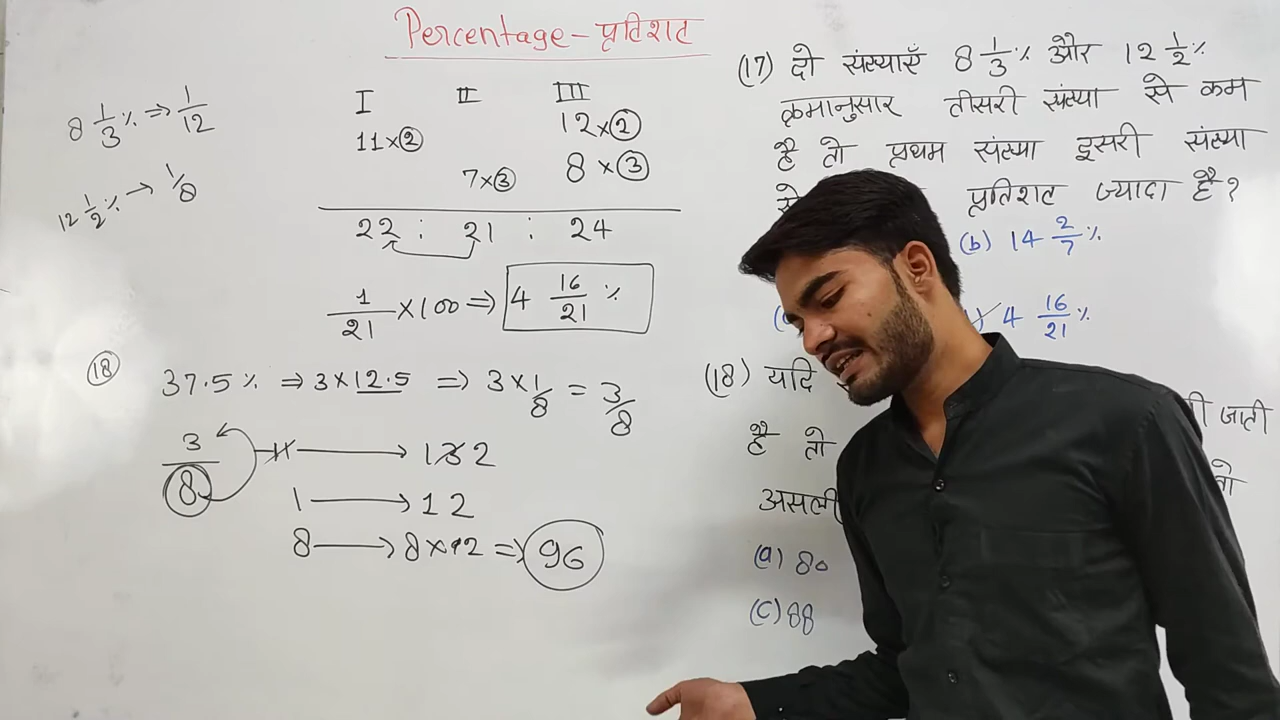 Percentage - प्रतिशत
8 1/3 % ⇒ 1/12
12 1/2 % → 1/8
I II III
11×② 12×②
7×③ 8×③
22 : 21 : 24
1/21 ×100 ⇒ 4 16/21 %
⑱ 37.5% ⇒ 3×12.5 ⇒ 3×1/8 = 3/8
3/8 11 → 132
1 → 12
8 → 8×12 ⇒ 96
(17) दो संख्याएँ 8 1/3 % और 12 1/2 %
क्रमानुसार तीसरी संख्या से कम
है तो प्रथम संख्या दूसरी संख्या
से प्रतिशत ज्यादा है?
(b) 14 2/7 %
4 16/21 %
(18) यदि जाती
है तो तो
असली
(a) 80
(c) 88